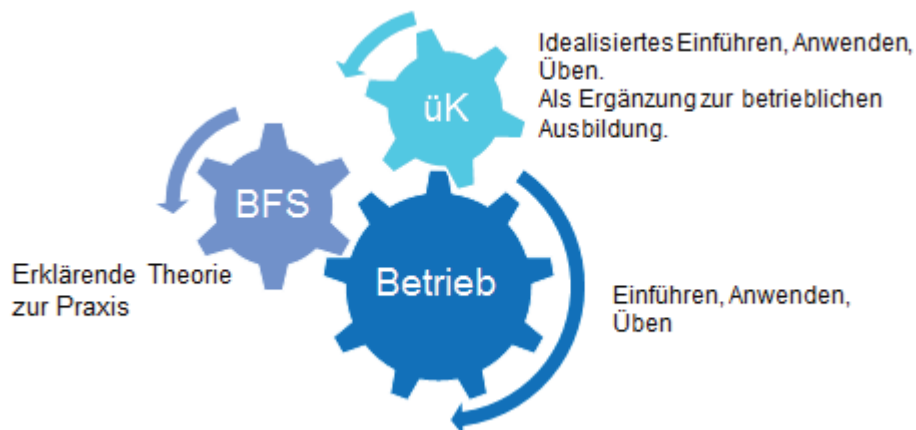 Idealisiertes Einführen, Anwenden,
Üben.
Als Ergänzung zur betrieblichen
Ausbildung.
üK
BFS
Erklärende Theorie
zur Praxis
Betrieb
Einführen, Anwenden,
Üben